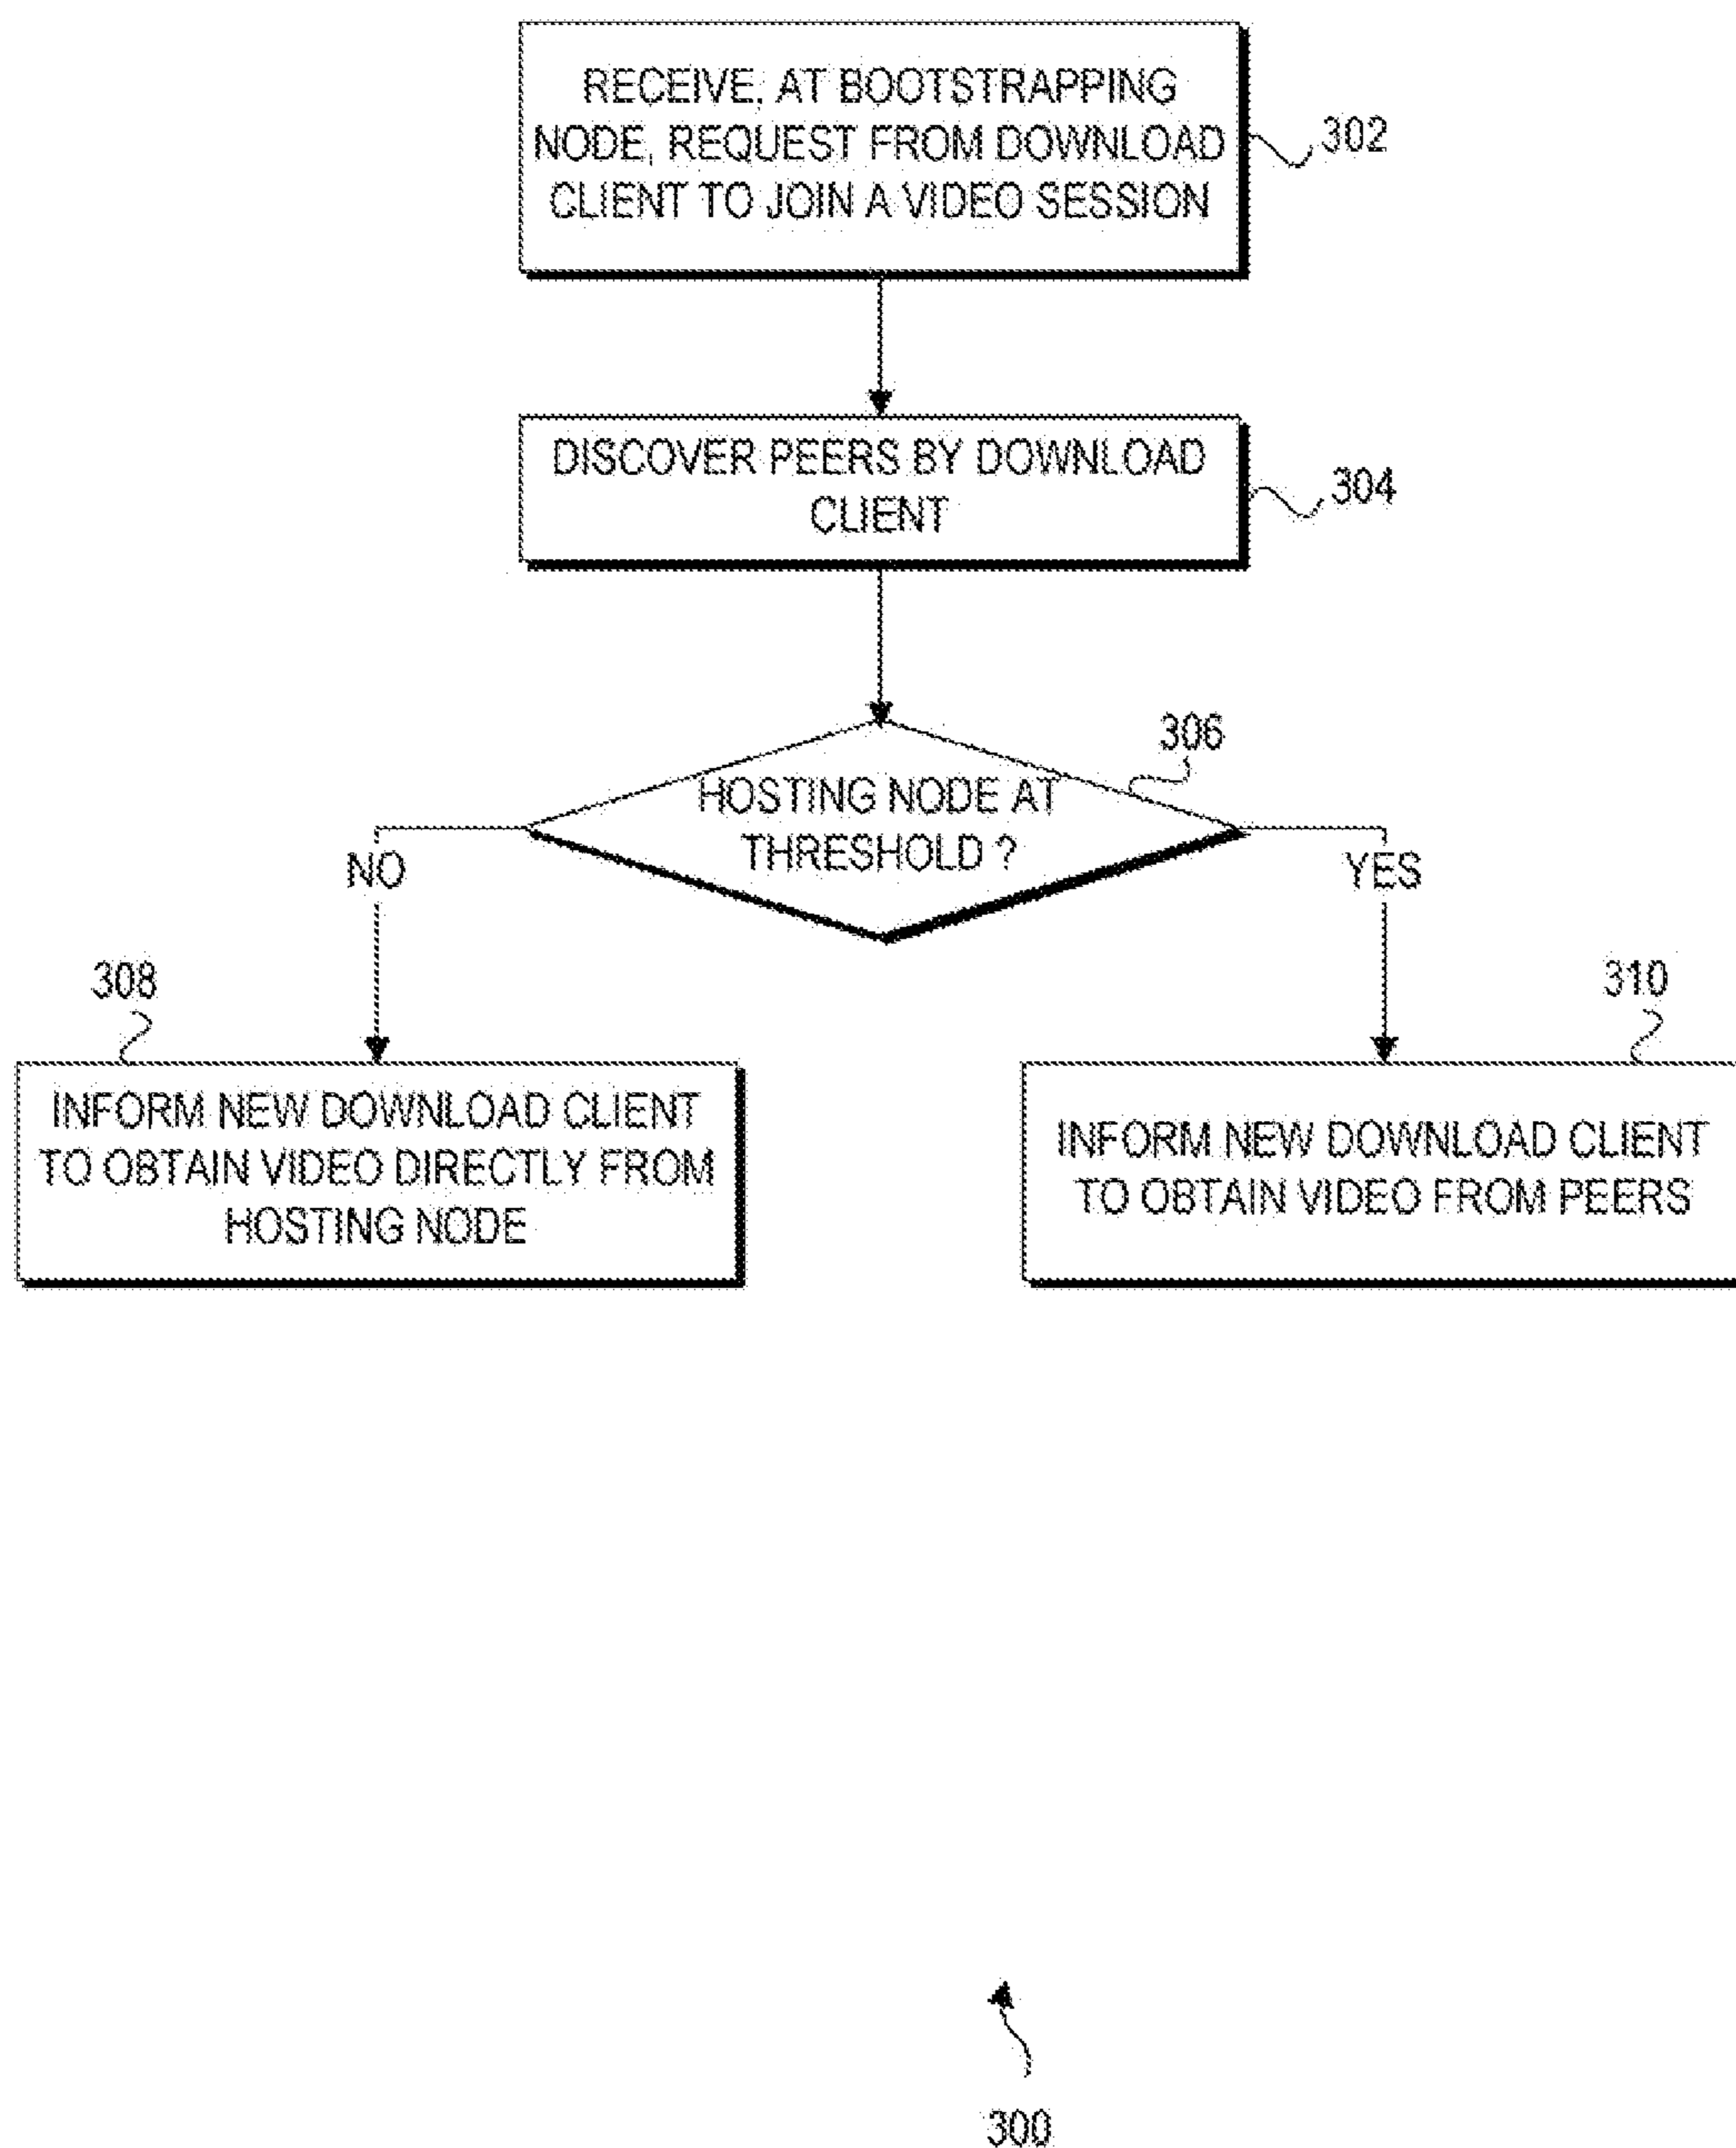 RECEIVE, AT BOOTSTRAPPING
NODE, REQUEST FROM DOWNLOAD
CLIENT TO JOIN A VIDEO SESSION
302
DISCOVER PEERS BY DOWNLOAD
CLIENT
304
306
HOSTING NODE AT
THRESHOLD ?
NO
YES
308
310
INFORM NEW DOWNLOAD CLIENT
TO OBTAIN VIDEO DIRECTLY FROM
HOSTING NODE
INFORM NEW DOWNLOAD CLIENT
TO OBTAIN VIDEO FROM PEERS
300